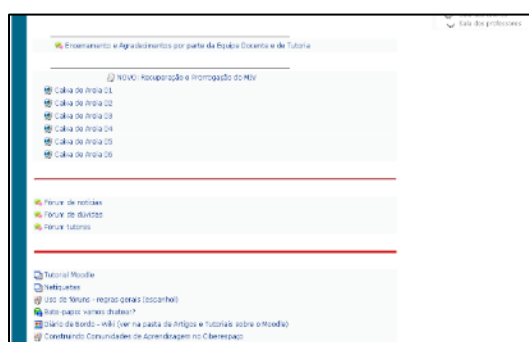 Sala dos professores
Encerramento e Agradecimentos por parte da Equipe Docente e de Tutoria
NOVO! Recuperação e Prorrogação do MSV
Caixa de Areia 01
Caixa de Areia 02
Caixa de Areia 03
Caixa de Areia 04
Caixa de Areia 05
Caixa de Areia 06
Fórum de notícias
Fórum de dúvidas
Fórum tutores
Tutorial Moodle
Netiquetas
Uso de fóruns - regras gerais (espanhol)
Bate-papo: vamos chatear?
Diário de Bordo - Wiki (ver na pasta de Artigos e Tutoriais sobre o Moodle)
Construindo Comunidades de Aprendizagem no Ciberespaço